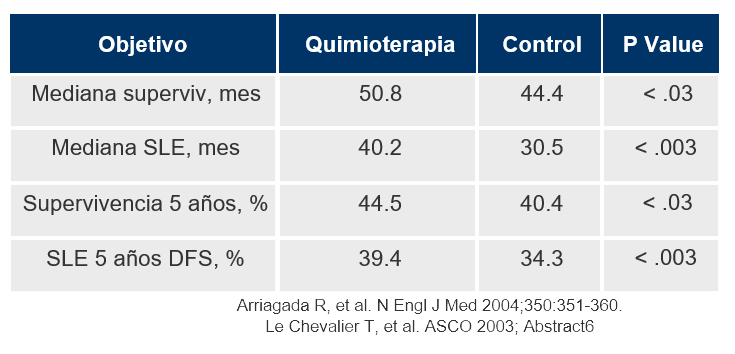 Objetivo Quimioterapia Control P Value
Mediana superviv, mes 50.8 44.4 < .03
Mediana SLE, mes 40.2 30.5 < .003
Supervivencia 5 años, % 44.5 40.4 < .03
SLE 5 años DFS, % 39.4 34.3 < .003
Arriagada R, et al. N Engl J Med 2004;350:351-360.
Le Chevalier T, et al. ASCO 2003; Abstract6